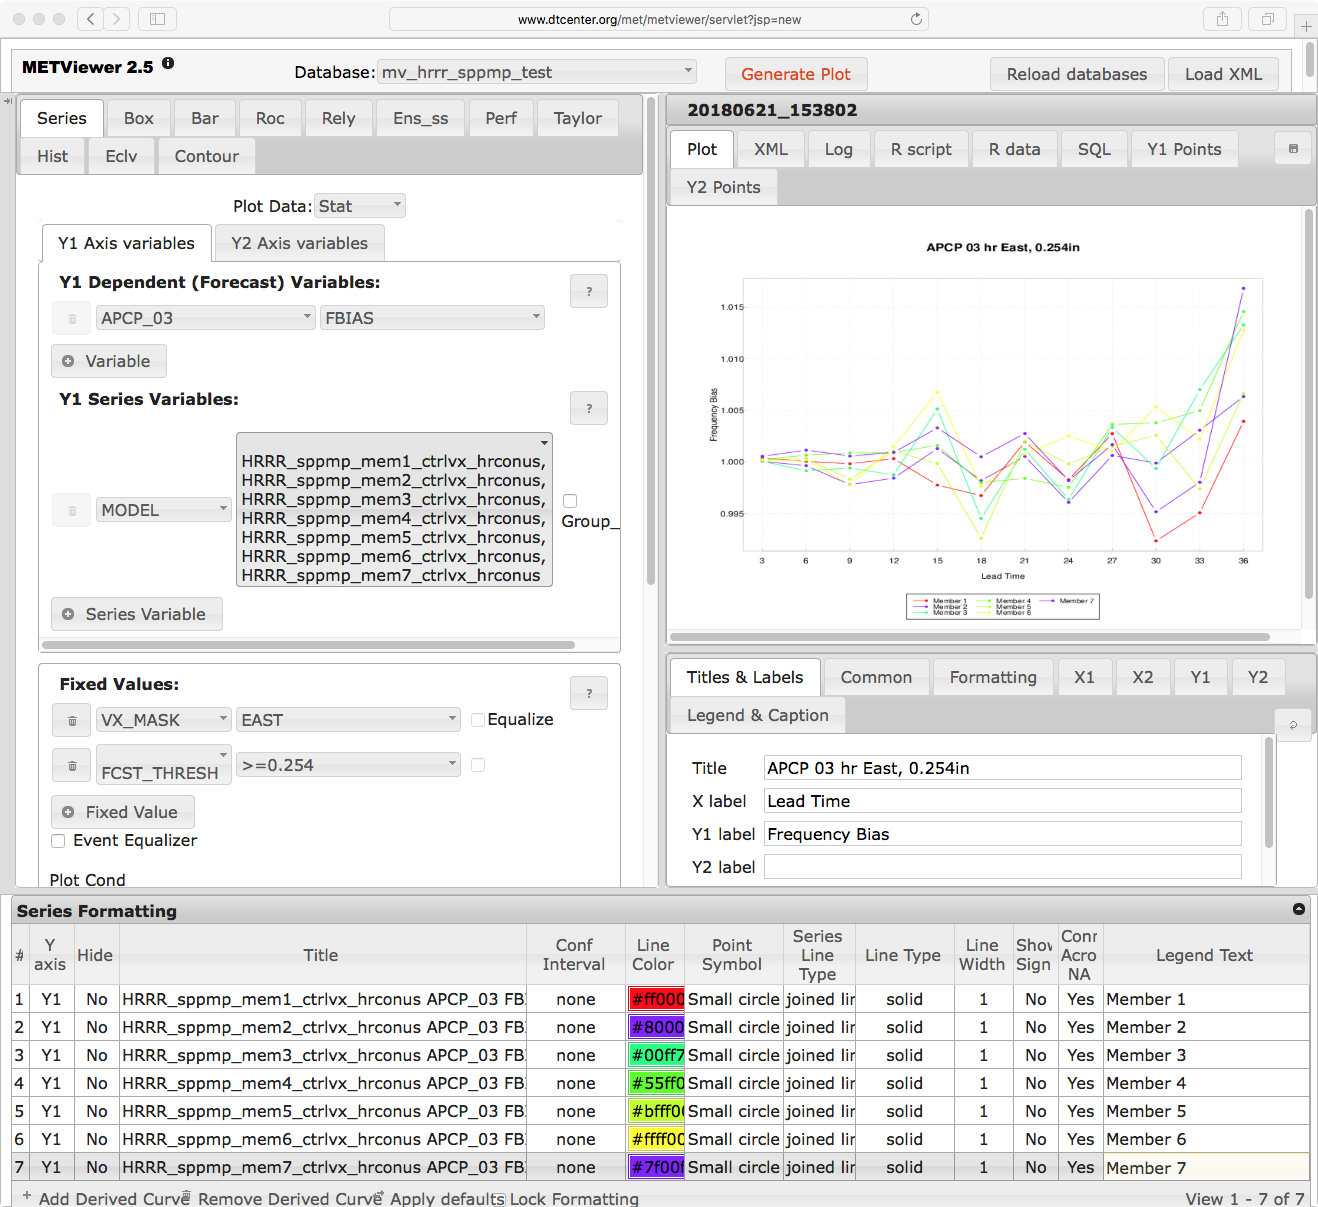 www.dtcenter.org/met/metviewer/servlet?jsp=new
METViewer 2.5
Database: mv_hrrr_sppmp_test
Generate Plot
Reload databases
Load XML
Series Box Bar Roc Rely Ens_ss Perf Taylor
Hist Eclv Contour
Plot Data: Stat
Y1 Axis variables Y2 Axis variables
Y1 Dependent (Forecast) Variables:
?
APCP_03 FBIAS
Variable
Y1 Series Variables:
?
MODEL
HRRR_sppmp_mem1_ctrlvx_hrconus,
HRRR_sppmp_mem2_ctrlvx_hrconus,
HRRR_sppmp_mem3_ctrlvx_hrconus,
HRRR_sppmp_mem4_ctrlvx_hrconus,
HRRR_sppmp_mem5_ctrlvx_hrconus,
HRRR_sppmp_mem6_ctrlvx_hrconus,
HRRR_sppmp_mem7_ctrlvx_hrconus
Group_
Series Variable
Fixed Values:
?
VX_MASK EAST Equalize
FCST_THRESH >=0.254
Fixed Value
Event Equalizer
Plot Cond
20180621_153802
Plot XML Log R script R data SQL Y1 Points
Y2 Points
APCP 03 hr East, 0.254in
Frequency Bias
1.015
1.010
1.005
1.000
0.995
3 6 9 12 15 18 21 24 27 30 33 36
Lead Time
Member 1 Member 4 Member 7
Member 2 Member 5
Member 3 Member 6
Titles & Labels Common Formatting X1 X2 Y1 Y2
Legend & Caption
Title APCP 03 hr East, 0.254in
X label Lead Time
Y1 label Frequency Bias
Y2 label
Series Formatting
# Y axis Hide Title Conf Interval Line Color Point Symbol Series Line Type Line Type Line Width Show Sign Conn Acro NA Legend Text
1 Y1 No HRRR_sppmp_mem1_ctrlvx_hrconus APCP_03 FB none #ff000 Small circle joined lin solid 1 No Yes Member 1
2 Y1 No HRRR_sppmp_mem2_ctrlvx_hrconus APCP_03 FB none #8000 Small circle joined lin solid 1 No Yes Member 2
3 Y1 No HRRR_sppmp_mem3_ctrlvx_hrconus APCP_03 FB none #00ff7 Small circle joined lin solid 1 No Yes Member 3
4 Y1 No HRRR_sppmp_mem4_ctrlvx_hrconus APCP_03 FB none #55ff0 Small circle joined lin solid 1 No Yes Member 4
5 Y1 No HRRR_sppmp_mem5_ctrlvx_hrconus APCP_03 FB none #bfff00 Small circle joined lin solid 1 No Yes Member 5
6 Y1 No HRRR_sppmp_mem6_ctrlvx_hrconus APCP_03 FB none #ffff00 Small circle joined lin solid 1 No Yes Member 6
7 Y1 No HRRR_sppmp_mem7_ctrlvx_hrconus APCP_03 FB none #7f00f Small circle joined lin solid 1 No Yes Member 7
Add Derived Curve Remove Derived Curve Apply defaults Lock Formatting View 1 - 7 of 7